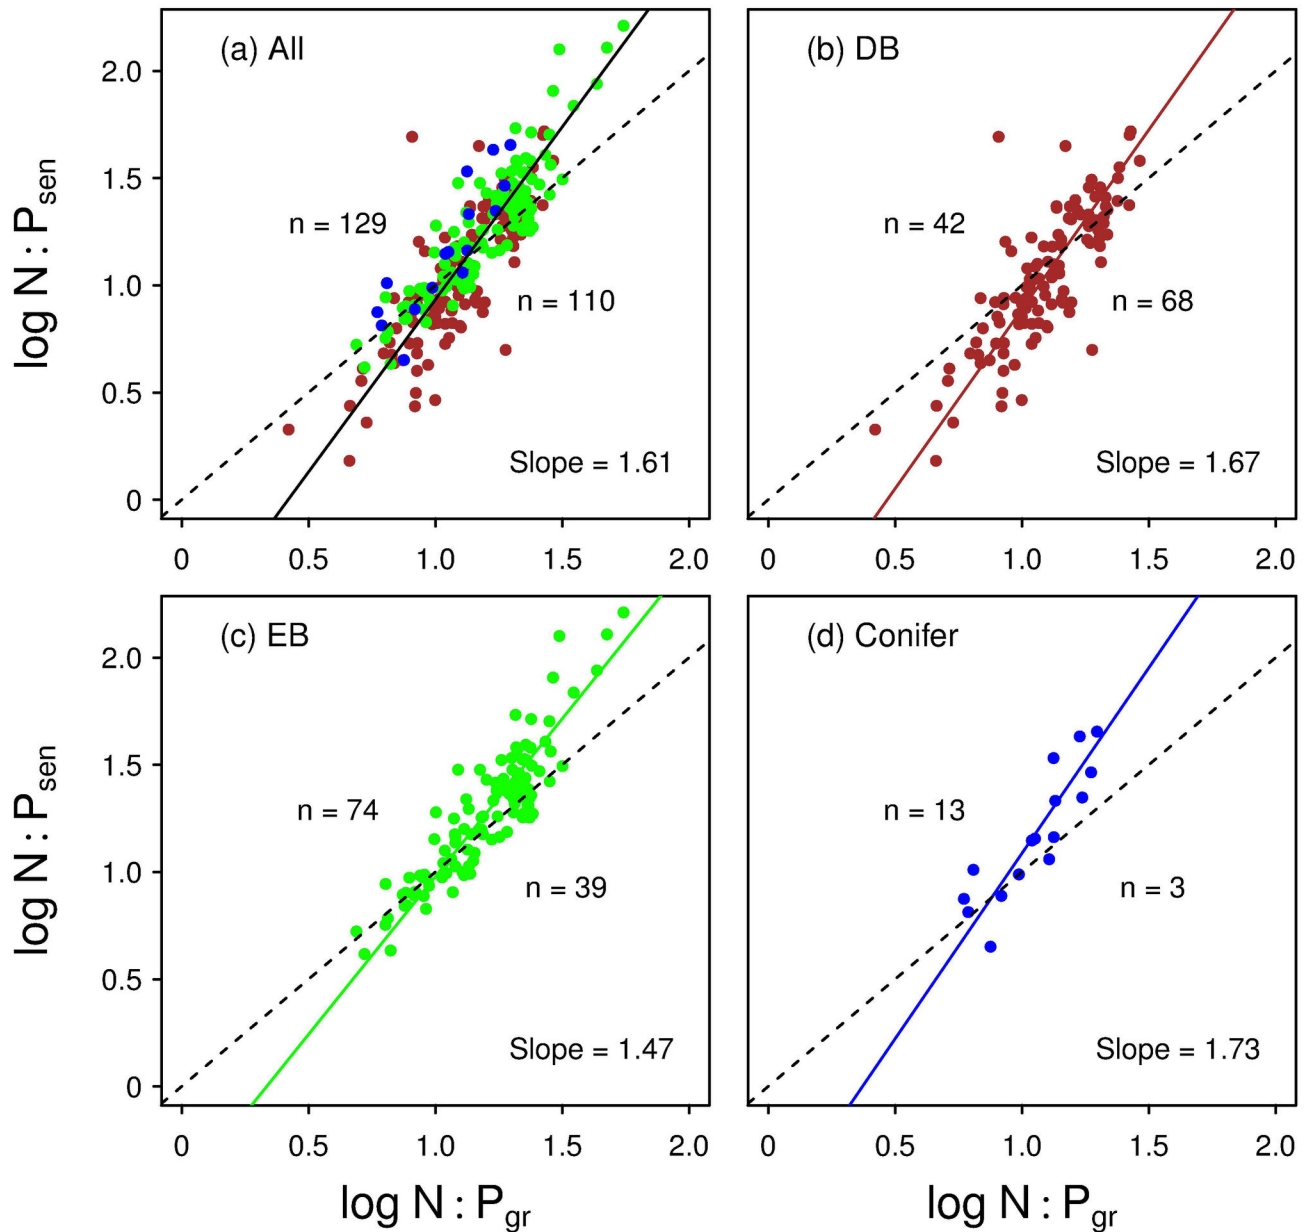 (a) All
n = 129
n = 110
Slope = 1.61
2.0
1.5
1.0
0.5
0
0 0.5 1.0 1.5 2.0
log N : Psen
(b) DB
n = 42
n = 68
Slope = 1.67
0 0.5 1.0 1.5 2.0
(c) EB
n = 74
n = 39
Slope = 1.47
2.0
1.5
1.0
0.5
0
0 0.5 1.0 1.5 2.0
log N : Psen
log N : Pgr
(d) Conifer
n = 13
n = 3
Slope = 1.73
0 0.5 1.0 1.5 2.0
log N : Pgr